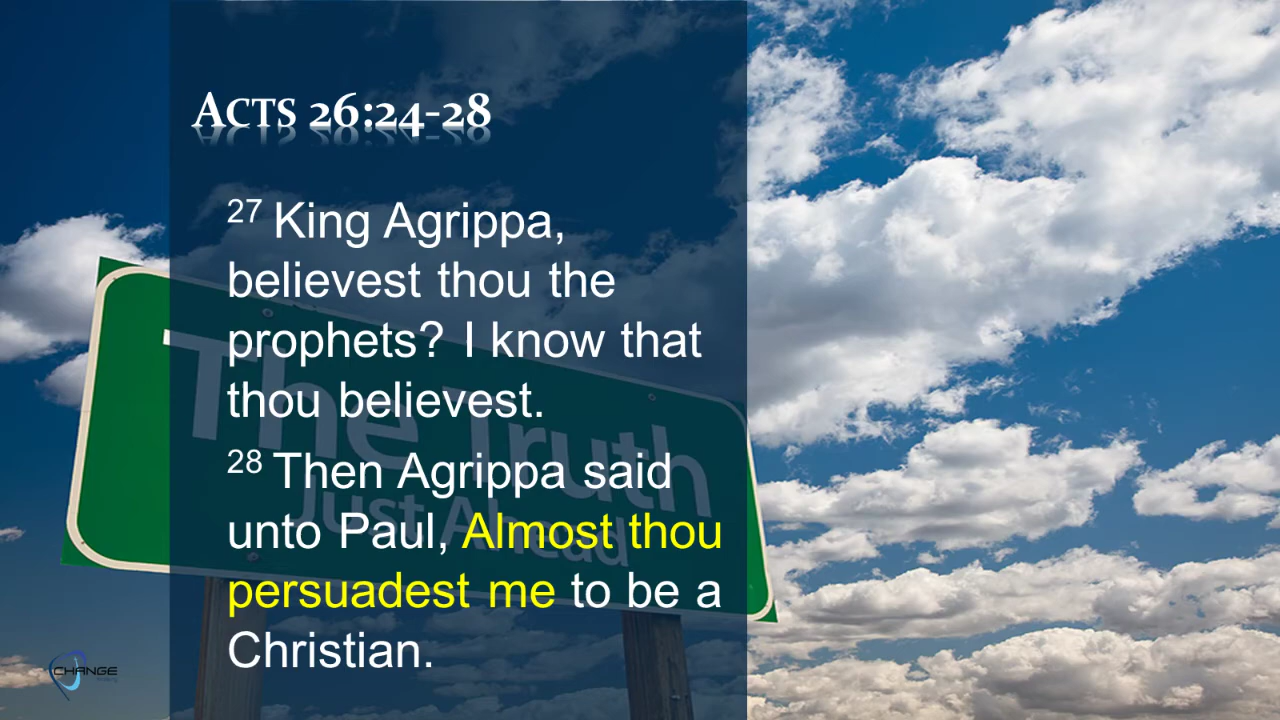 ACTS 26:24-28
27 King Agrippa,
believest thou the
prophets? I know that
thou believest.
28 Then Agrippa said
unto Paul, Almost thou
persuadest me to be a
Christian.
The Truth
Just Ahead
CHANGE